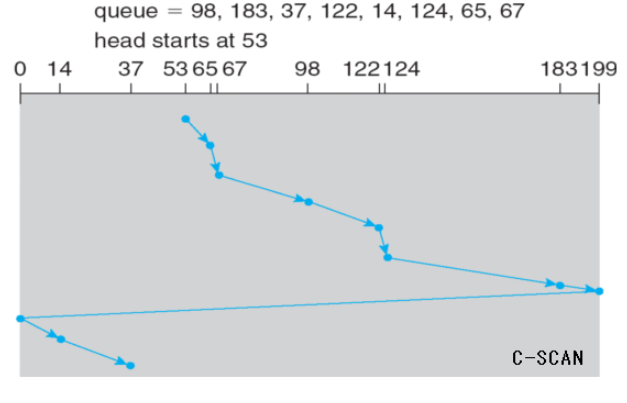 queue = 98, 183, 37, 122, 14, 124, 65, 67
head starts at 53
0 14 37 53 65 67 98 122 124 183 199
C-SCAN